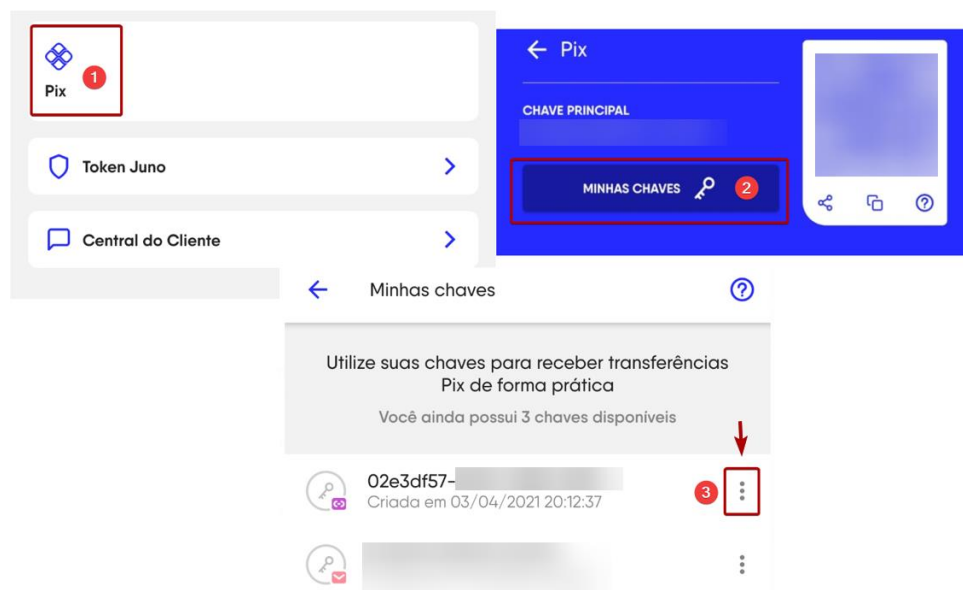 1
Pix
Token Juno
Central do Cliente
Pix
CHAVE PRINCIPAL
MINHAS CHAVES 2
Minhas chaves
Utilize suas chaves para receber transferências
Pix de forma prática
Você ainda possui 3 chaves disponíveis
02e3df57-
Criada em 03/04/2021 20:12:37
3